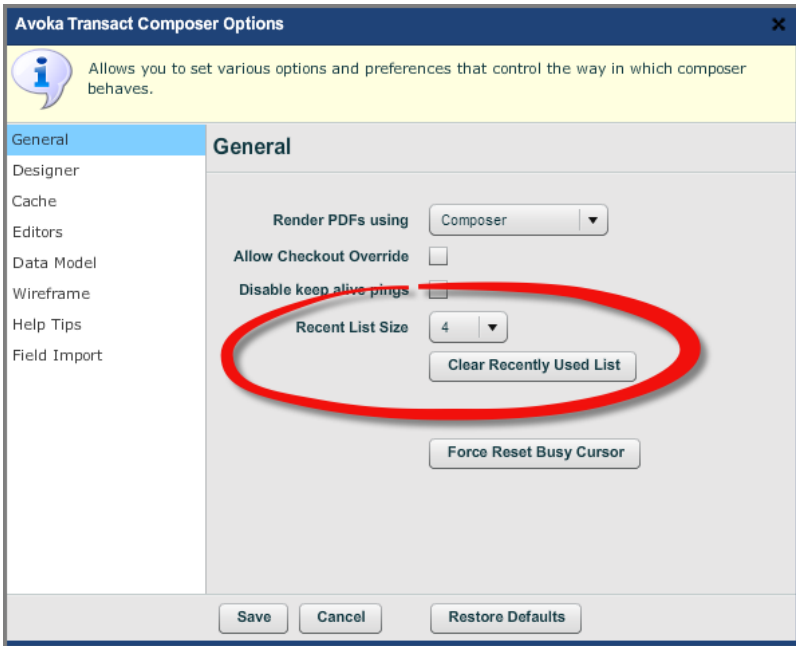 Avoka Transact Composer Options
Allows you to set various options and preferences that control the way in which composer
behaves.
General
Designer
Cache
Editors
Data Model
Wireframe
Help Tips
Field Import
General
Render PDFs using Composer
Allow Checkout Override
Disable keep alive pings
Recent List Size 4
Clear Recently Used List
Force Reset Busy Cursor
Save Cancel Restore Defaults